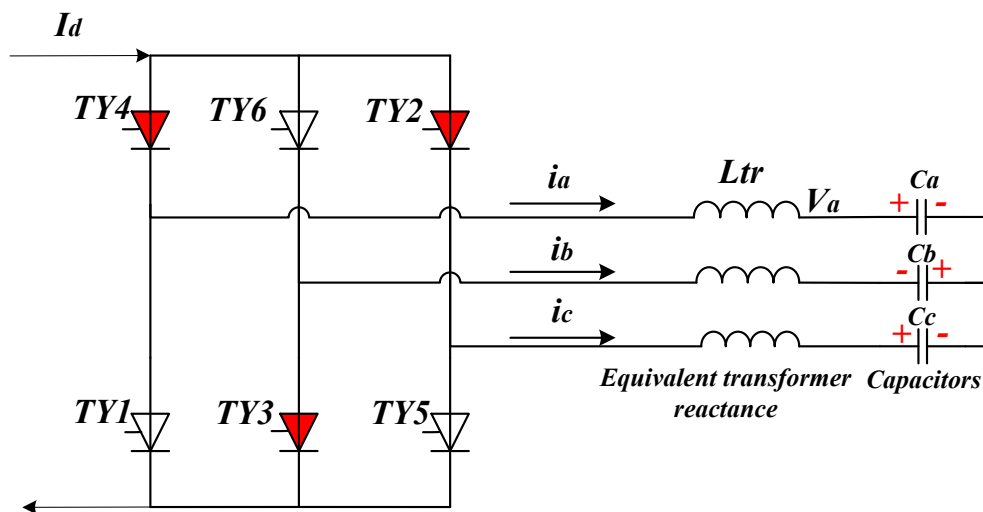 Id
TY4
TY6
TY2
ia
Ltr
Va
Ca
+ -
ib
Cb
- +
ic
Cc
+ -
Equivalent transformer
reactance
Capacitors
TY1
TY3
TY5